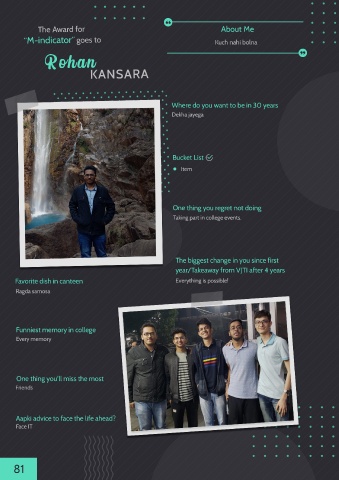 The Award for
“M-indicator” goes to
Rohan
KANSARA
About Me
Kuch nahi bolna
Where do you want to be in 30 years
Dekha jayega
Bucket List
Item
One thing you regret not doing
Taking part in college events.
The biggest change in you since first
year/Takeaway from VJTI after 4 years
Everything is possible!
Favorite dish in canteen
Ragda samosa
Funniest memory in college
Every memory
One thing you'll miss the most
Friends
Aapki advice to face the life ahead?
Face IT
81